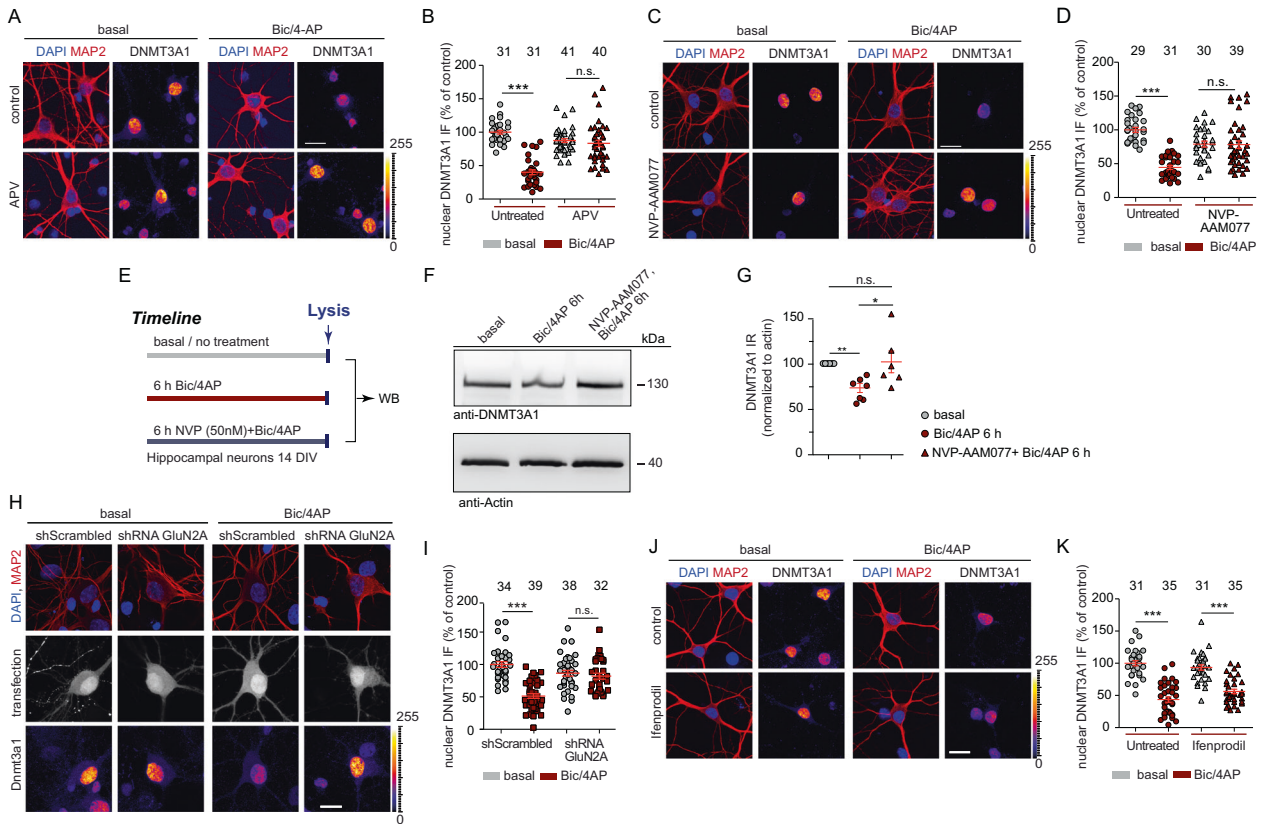 A
basal
Bic/4-AP
DAPI MAP2
DNMT3A1
DAPI MAP2
DNMT3A1
control
APV
255
0
B
31 31 41 40
*** n.s.
nuclear DNMT3A1 IF (% of control)
200
150
100
50
0
Untreated
APV
basal
Bic/4AP
C
basal
Bic/4AP
DAPI MAP2
DNMT3A1
DAPI MAP2
DNMT3A1
control
NVP-AAM077
255
0
D
29 31 30 39
*** n.s.
nuclear DNMT3A1 IF (% of control)
200
150
100
50
0
Untreated
NVP-
AAM077
basal
Bic/4AP
E
Timeline
Lysis
basal / no treatment
6 h Bic/4AP
WB
6 h NVP (50nM)+Bic/4AP
Hippocampal neurons 14 DIV
F
basal
Bic/4AP 6h
NVP-AAM077,
Bic/4AP 6h
kDa
130
anti-DNMT3A1
40
anti-Actin
G
n.s.
*
**
DNMT3A1 IR
(normalized to actin)
150
100
75
50
25
0
basal
Bic/4AP 6 h
NVP-AAM077+ Bic/4AP 6 h
H
basal
Bic/4AP
shScrambled
shRNA GluN2A
shScrambled
shRNA GluN2A
DAPI, MAP2
transfection
Dnmt3a1
255
0
I
34 39 38 32
*** n.s.
nuclear DNMT3A1 IF (% of control)
200
150
100
50
0
shScrambled
shRNA
GluN2A
basal
Bic/4AP
J
basal
Bic/4AP
DAPI MAP2
DNMT3A1
DAPI MAP2
DNMT3A1
control
Ifenprodil
255
0
K
31 35 31 35
*** ***
nuclear DNMT3A1 IF (% of control)
200
150
100
50
0
Untreated
Ifenprodil
basal
Bic/4AP